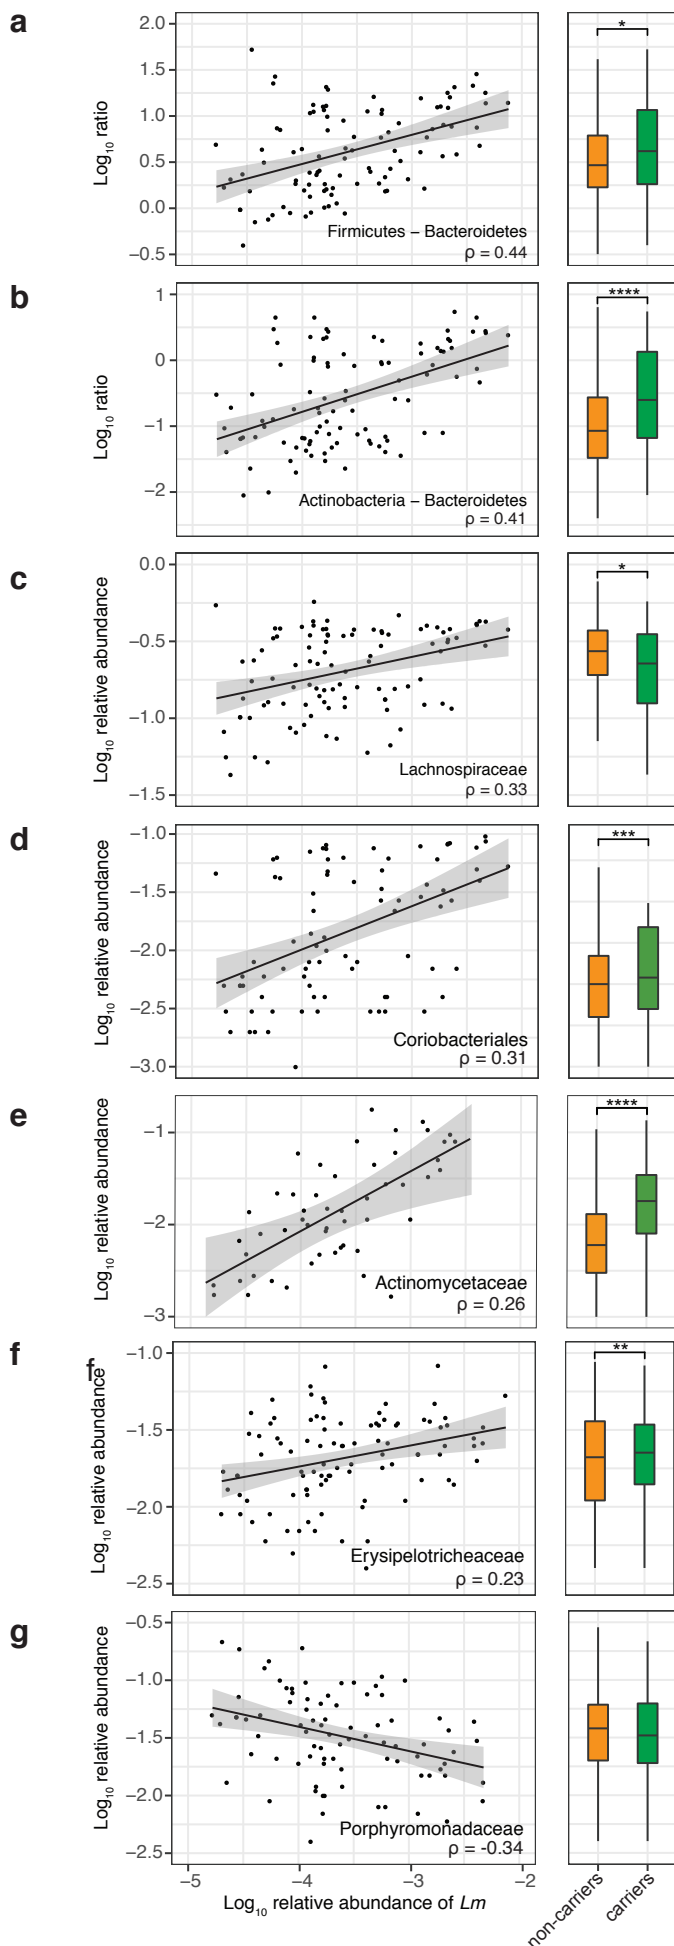 a
2.0
1.5
1.0
0.5
0.0
−0.5
Log10 ratio
Firmicutes − Bacteroidetes
ρ = 0.44
*
b
1
0
−1
−2
Log10 ratio
Actinobacteria − Bacteroidetes
ρ = 0.41
****
c
0.0
−0.5
−1.0
−1.5
Log10 relative abundance
Lachnospiraceae
ρ = 0.33
*
d
−1.0
−1.5
−2.0
−2.5
−3.0
Log10 relative abundance
Coriobacteriales
ρ = 0.31
***
e
−1
−2
−3
Log10 relative abundance
Actinomycetaceae
ρ = 0.26
****
f
f
−1.0
−1.5
−2.0
−2.5
Log10 relative abundance
Erysipelotricheaceae
ρ = 0.23
**
g
−0.5
−1.0
−1.5
−2.0
−2.5
Log10 relative abundance
Porphyromonadaceae
ρ = -0.34
−5 −4 −3 −2
Log10 relative abundance of Lm
non-carriers
carriers